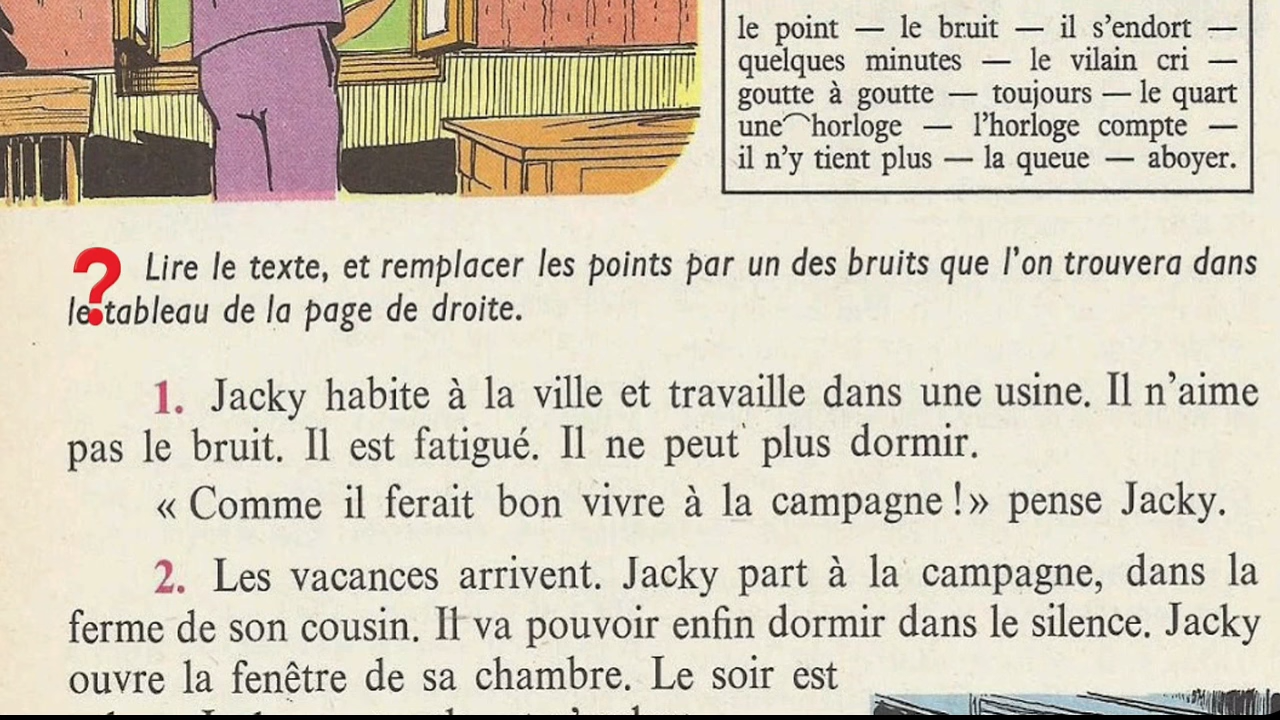 le point — le bruit — il s'endort —
quelques minutes — le vilain cri —
goutte à goutte — toujours — le quart
une⁀horloge — l'horloge compte —
il n'y tient plus — la queue — aboyer.
? Lire le texte, et remplacer les points par un des bruits que l'on trouvera dans
le tableau de la page de droite.
1. Jacky habite à la ville et travaille dans une usine. Il n'aime
pas le bruit. Il est fatigué. Il ne peut plus dormir.
« Comme il ferait bon vivre à la campagne ! » pense Jacky.
2. Les vacances arrivent. Jacky part à la campagne, dans la
ferme de son cousin. Il va pouvoir enfin dormir dans le silence. Jacky
ouvre la fenêtre de sa chambre. Le soir est